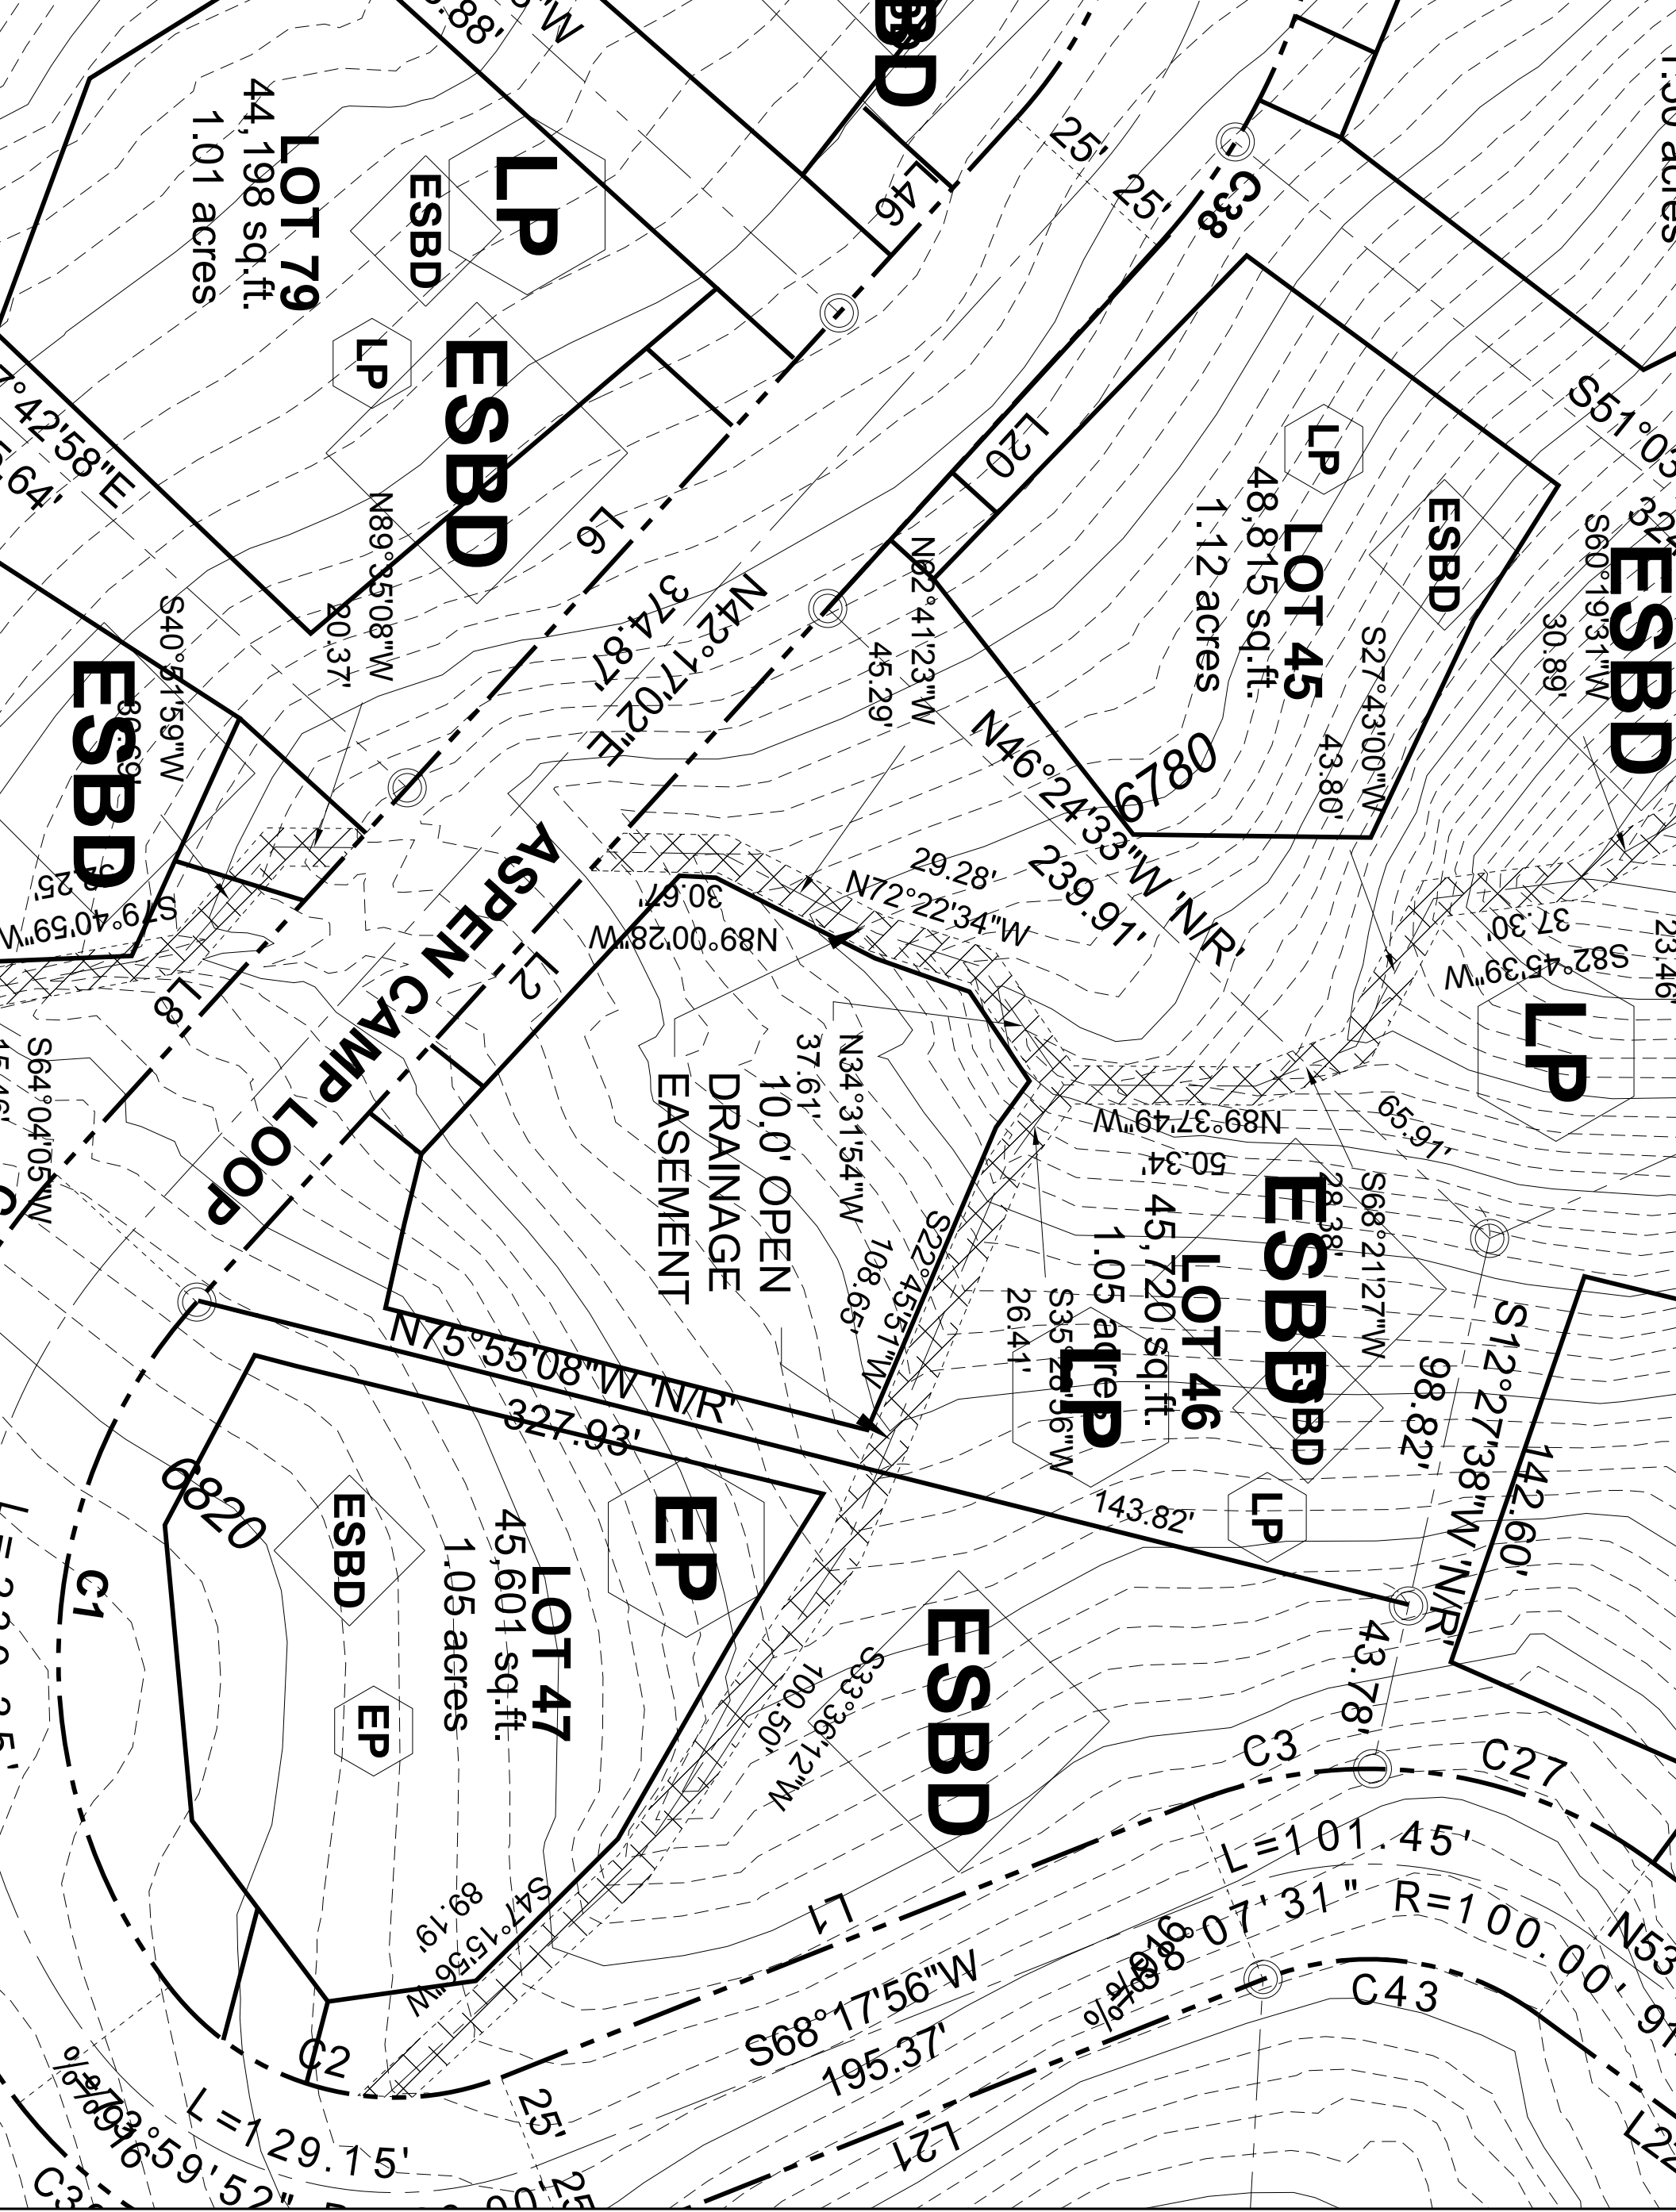 LOT 79
44,198 sq.ft.
1.01 acres
ESBD
LP
LP
ESBD
7°42'58"E
5.64'
N89°35'08"W
20.37'
S40°51'59"W
ESBD
S79°40'59"W
L8
S64°04'05"W
L46
25'
25'
C38
L6
N42°17'02"E
374.87'
ASPEN CAMP LOOP
L20
L2
LP
LOT 45
48,815 sq.ft.
1.12 acres
ESBD
S27°43'00"W
43.80'
S60°19'31"W
30.89'
ESBD
N62°41'23"W
45.29'
6780
N46°24'33"W 'N/R'
239.91'
29.28'
N72°22'34"W
30.67'
N89°00'28"W
37.30'
S82°45'39"W
23.46'
LP
N34°31'54"W
37.61'
10.0' OPEN
DRAINAGE
EASEMENT
N89°37'49"W
50.34'
65.91'
S68°21'27"W
28.38'
ESBD
LOT 46
45,720 sq.ft.
1.05 acres
LP
ESBD
LP
S35°28'56"W
26.41'
S22°45'51"W
108.65'
S12°27'38"W 'N/R'
98.82'
142.60'
143.82'
43.78'
N75°55'08"W 'N/R'
327.93'
6820
ESBD
EP
LOT 47
45,601 sq.ft.
1.05 acres
EP
ESBD
S33°36'12"W
100.50'
S47°15'56"W
89.19'
C1
C2
C3
C27
L=101.45'
R=100.00'
C43
L1
S68°17'56"W
195.37'
L21
25'
L=129.15'